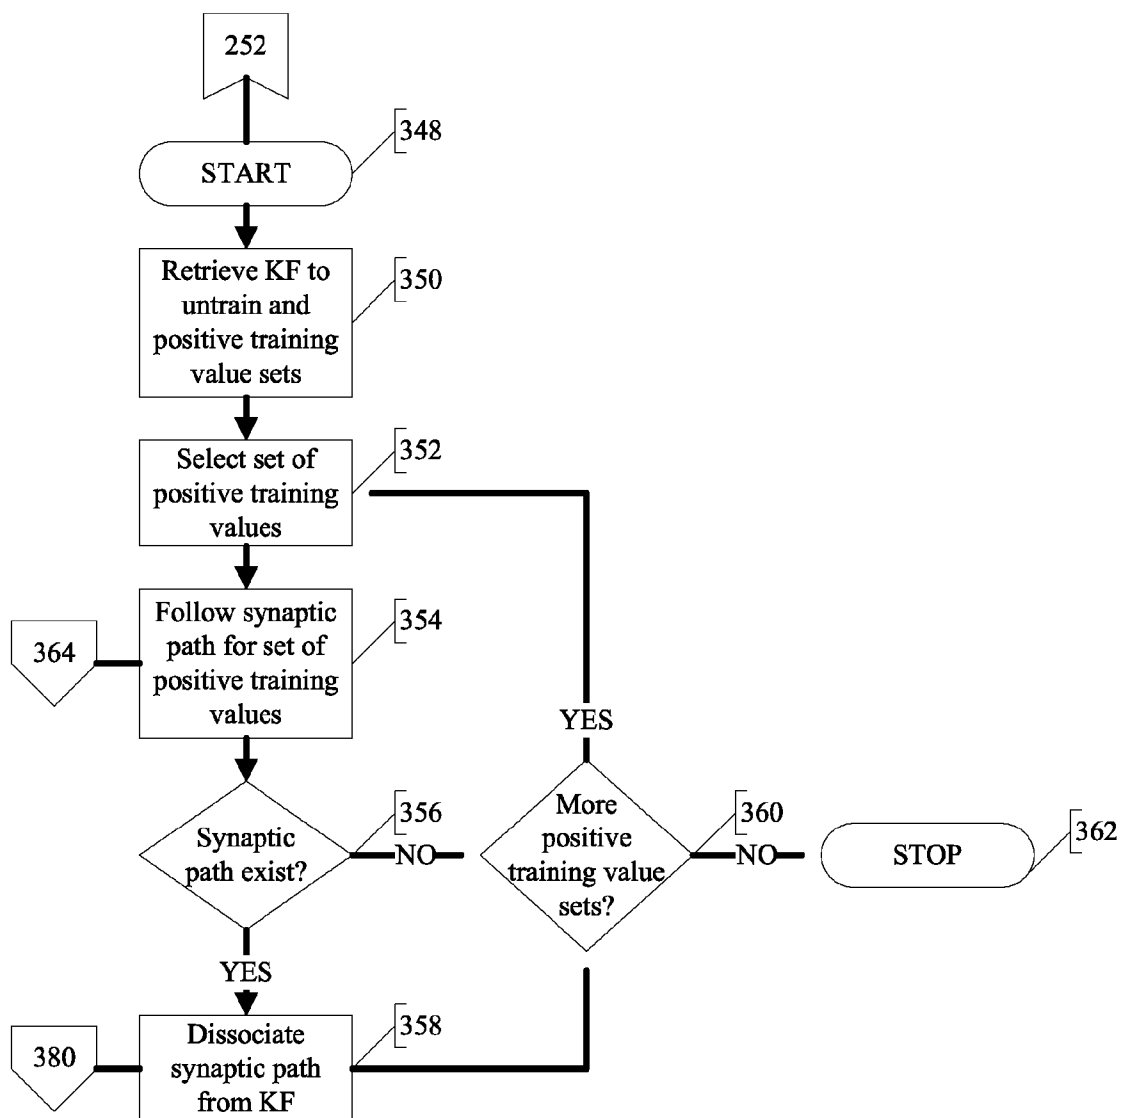 252
348
START
Retrieve KF to
untrain and
positive training
value sets
350
Select set of
positive training
values
352
Follow synaptic
path for set of
positive training
values
354
364
YES
Synaptic
path exist?
356
NO
More
positive
training value
sets?
360
NO
STOP
362
YES
Dissociate
synaptic path
from KF
358
380